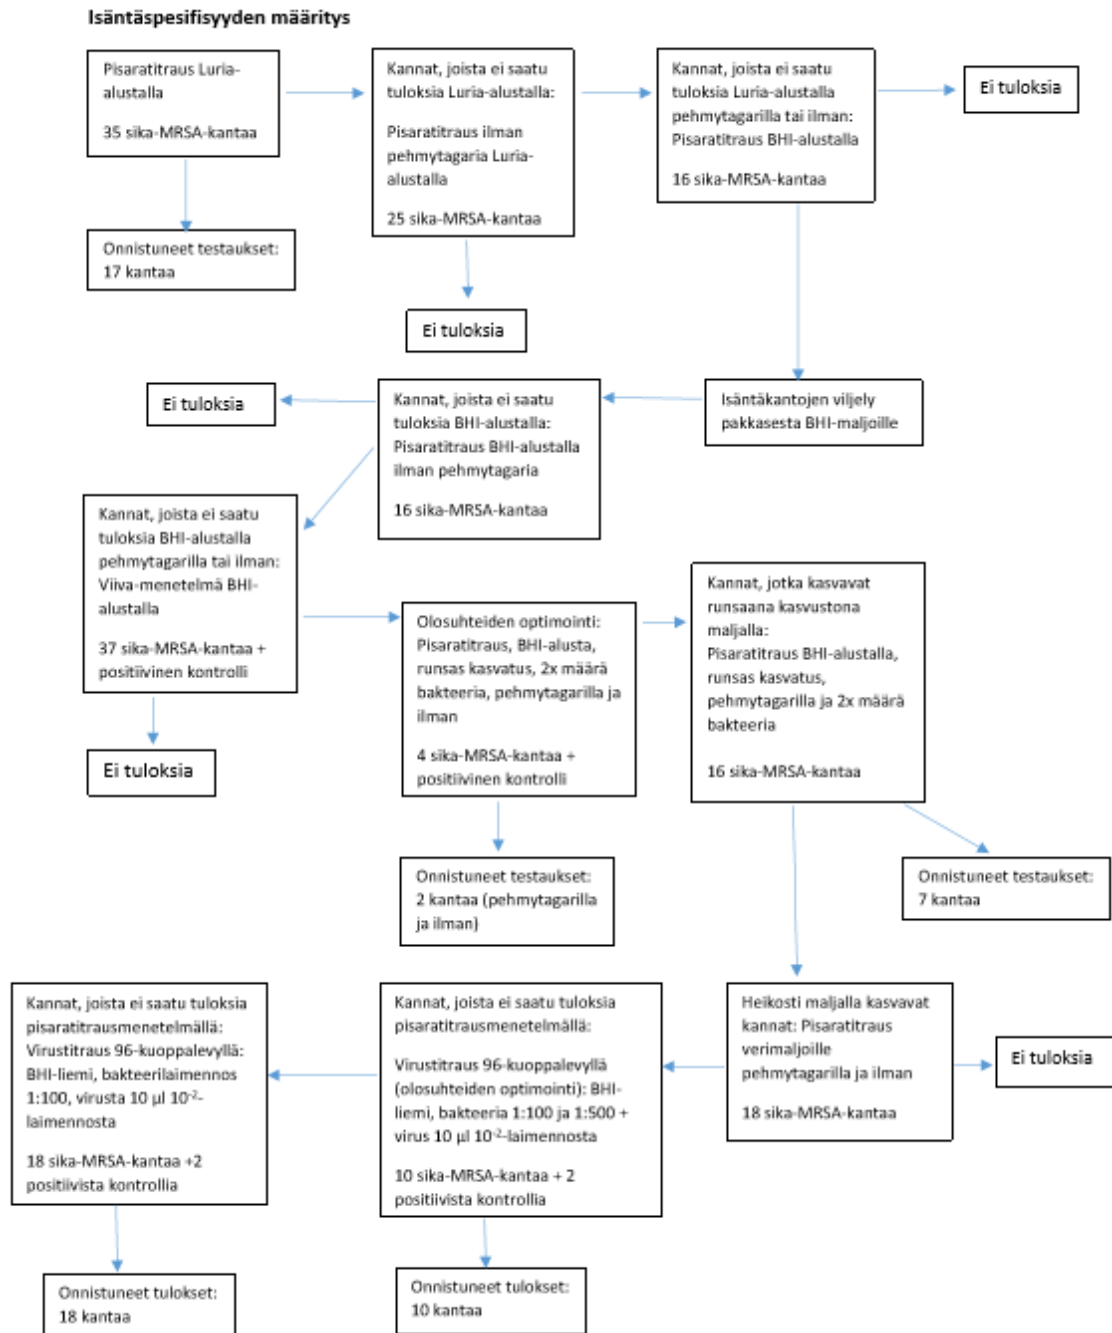 Isäntäspesifisyyden määritys
Pisaratitraus Luria-
alustalla
35 sika-MRSA-kantaa
Kannat, joista ei saatu
tuloksia Luria-alustalla:
Pisaratitraus ilman
pehmytagaria Luria-
alustalla
25 sika-MRSA-kantaa
Kannat, joista ei saatu
tuloksia Luria-alustalla
pehmytagarilla tai ilman:
Pisaratitraus BHI-alustalla
16 sika-MRSA-kantaa
Ei tuloksia
Onnistuneet testaukset:
17 kantaa
Ei tuloksia
Ei tuloksia
Kannat, joista ei saatu
tuloksia BHI-alustalla:
Pisaratitraus BHI-alustalla
ilman pehmytagaria
16 sika-MRSA-kantaa
Isäntäkantojen viljely
pakkasesta BHI-maljoille
Kannat, joista ei saatu
tuloksia BHI-alustalla
pehmytagarilla tai ilman:
Viiva-menetelmä BHI-
alustalla
37 sika-MRSA-kantaa +
positiivinen kontrolli
Olosuhteiden optimointi:
Pisaratitraus, BHI-alusta,
runsas kasvatus, 2x määrä
bakteeria, pehmytagarilla ja
ilman
4 sika-MRSA-kantaa +
positiivinen kontrolli
Kannat, jotka kasvavat
runsaana kasvustona
maljalla:
Pisaratitraus BHI-alustalla,
runsas kasvatus,
pehmytagarilla ja 2x määrä
bakteeria
16 sika-MRSA-kantaa
Ei tuloksia
Onnistuneet testaukset:
2 kantaa (pehmytagarilla
ja ilman)
Onnistuneet testaukset:
7 kantaa
Kannat, joista ei saatu tuloksia
pisaratitrausmenetelmällä:
Virustitraus 96-kuoppalevyllä:
BHI-liemi, bakteerilaimennos
1:100, virusta 10 µl 10⁻²-
laimennosta
18 sika-MRSA-kantaa +2
positiivista kontrollia
Kannat, joista ei saatu tuloksia
pisaratitrausmenetelmällä:
Virustitraus 96-kuoppalevyllä
(olosuhteiden optimointi): BHI-
liemi, bakteeria 1:100 ja 1:500 +
virus 10 µl 10⁻²-laimennosta
10 sika-MRSA-kantaa + 2
positiivista kontrollia
Heikosti maljalla kasvavat
kannat: Pisaratitraus
verimaljoille
pehmytagarilla ja ilman
18 sika-MRSA-kantaa
Ei tuloksia
Onnistuneet tulokset:
18 kantaa
Onnistuneet tulokset:
10 kantaa